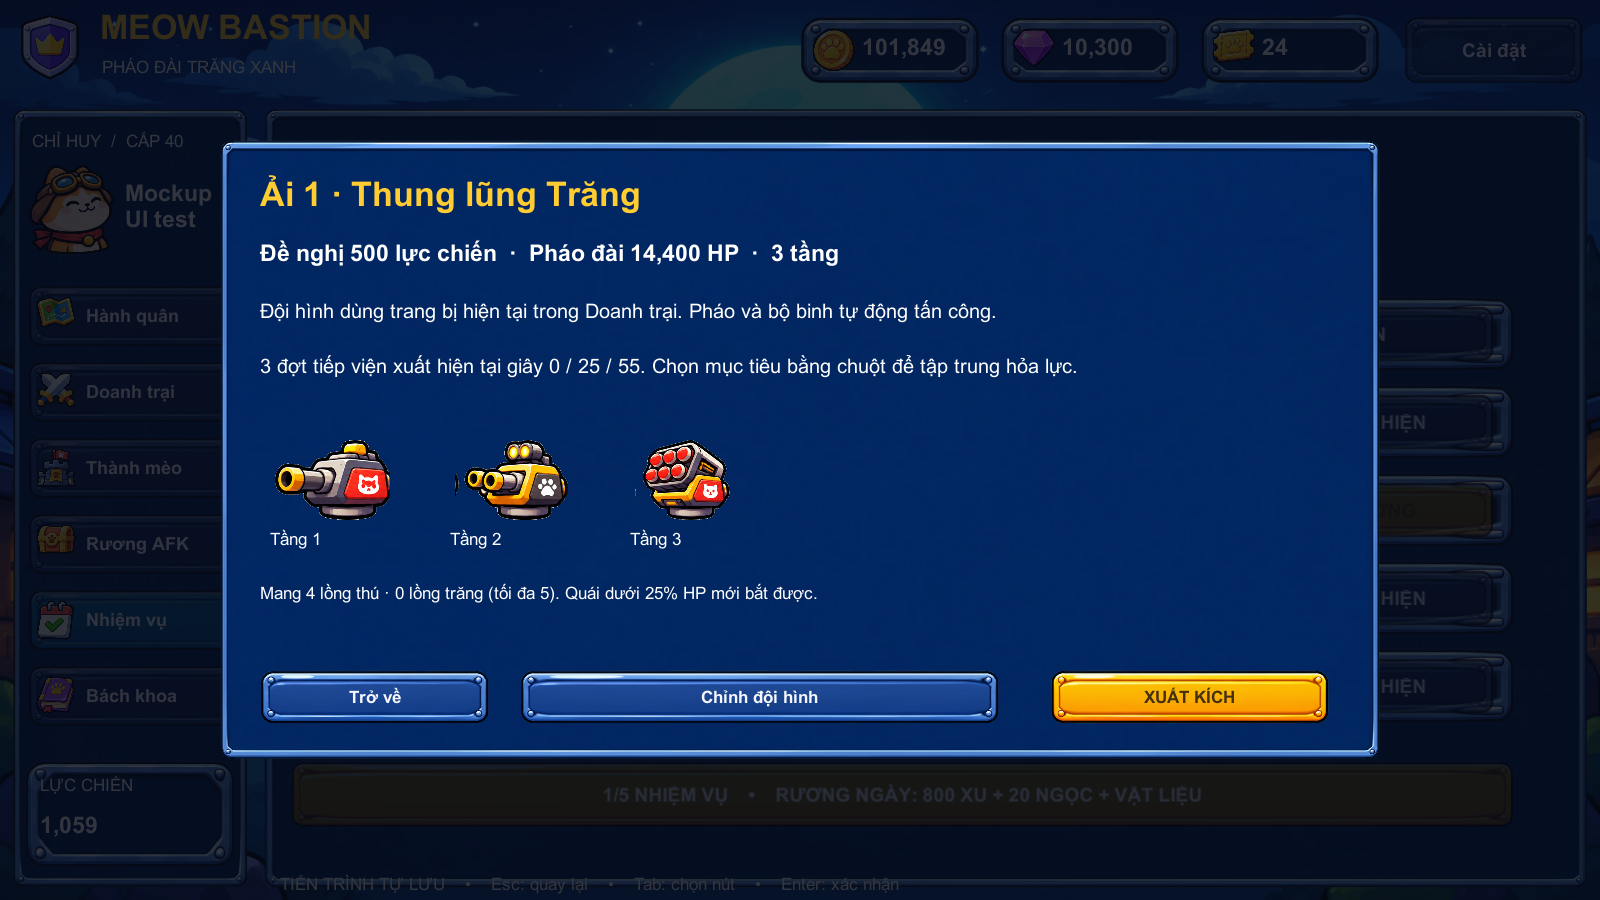 MEOW BASTION
PHÁO ĐÀI TRĂNG XANH
101,849
10,300
24
Cài đặt
CHỈ HUY / CẤP 40
Mockup
UI test
Hành quân
Doanh trại
Thành mèo
Rương AFK
Nhiệm vụ
Bách khoa
LỰC CHIẾN
1,059
Ải 1 · Thung lũng Trăng
Đề nghị 500 lực chiến · Pháo đài 14,400 HP · 3 tầng
Đội hình dùng trang bị hiện tại trong Doanh trại. Pháo và bộ binh tự động tấn công.
3 đợt tiếp viện xuất hiện tại giây 0 / 25 / 55. Chọn mục tiêu bằng chuột để tập trung hỏa lực.
Tầng 1
Tầng 2
Tầng 3
Mang 4 lồng thú · 0 lồng trăng (tối đa 5). Quái dưới 25% HP mới bắt được.
Trở về
Chỉnh đội hình
XUẤT KÍCH
HIỆN
HIỆN
HIỆN
1/5 NHIỆM VỤ • RƯƠNG NGÀY: 800 XU + 20 NGỌC + VẬT LIỆU
TIẾN TRÌNH TỰ LƯU • Esc: quay lại • Tab: chọn nút • Enter: xác nhận